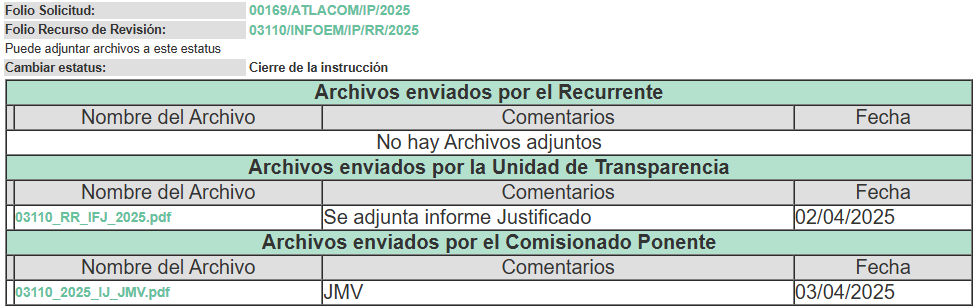 Folio Solicitud: 00169/ATLACOM/IP/2025
Folio Recurso de Revisión: 03110/INFOEM/IP/RR/2025
Puede adjuntar archivos a este estatus
Cambiar estatus: Cierre de la instrucción
Archivos enviados por el Recurrente
Nombre del Archivo Comentarios Fecha
No hay Archivos adjuntos
Archivos enviados por la Unidad de Transparencia
Nombre del Archivo Comentarios Fecha
03110_RR_IFJ_2025.pdf Se adjunta informe Justificado 02/04/2025
Archivos enviados por el Comisionado Ponente
Nombre del Archivo Comentarios Fecha
03110_2025_IJ_JMV.pdf JMV 03/04/2025